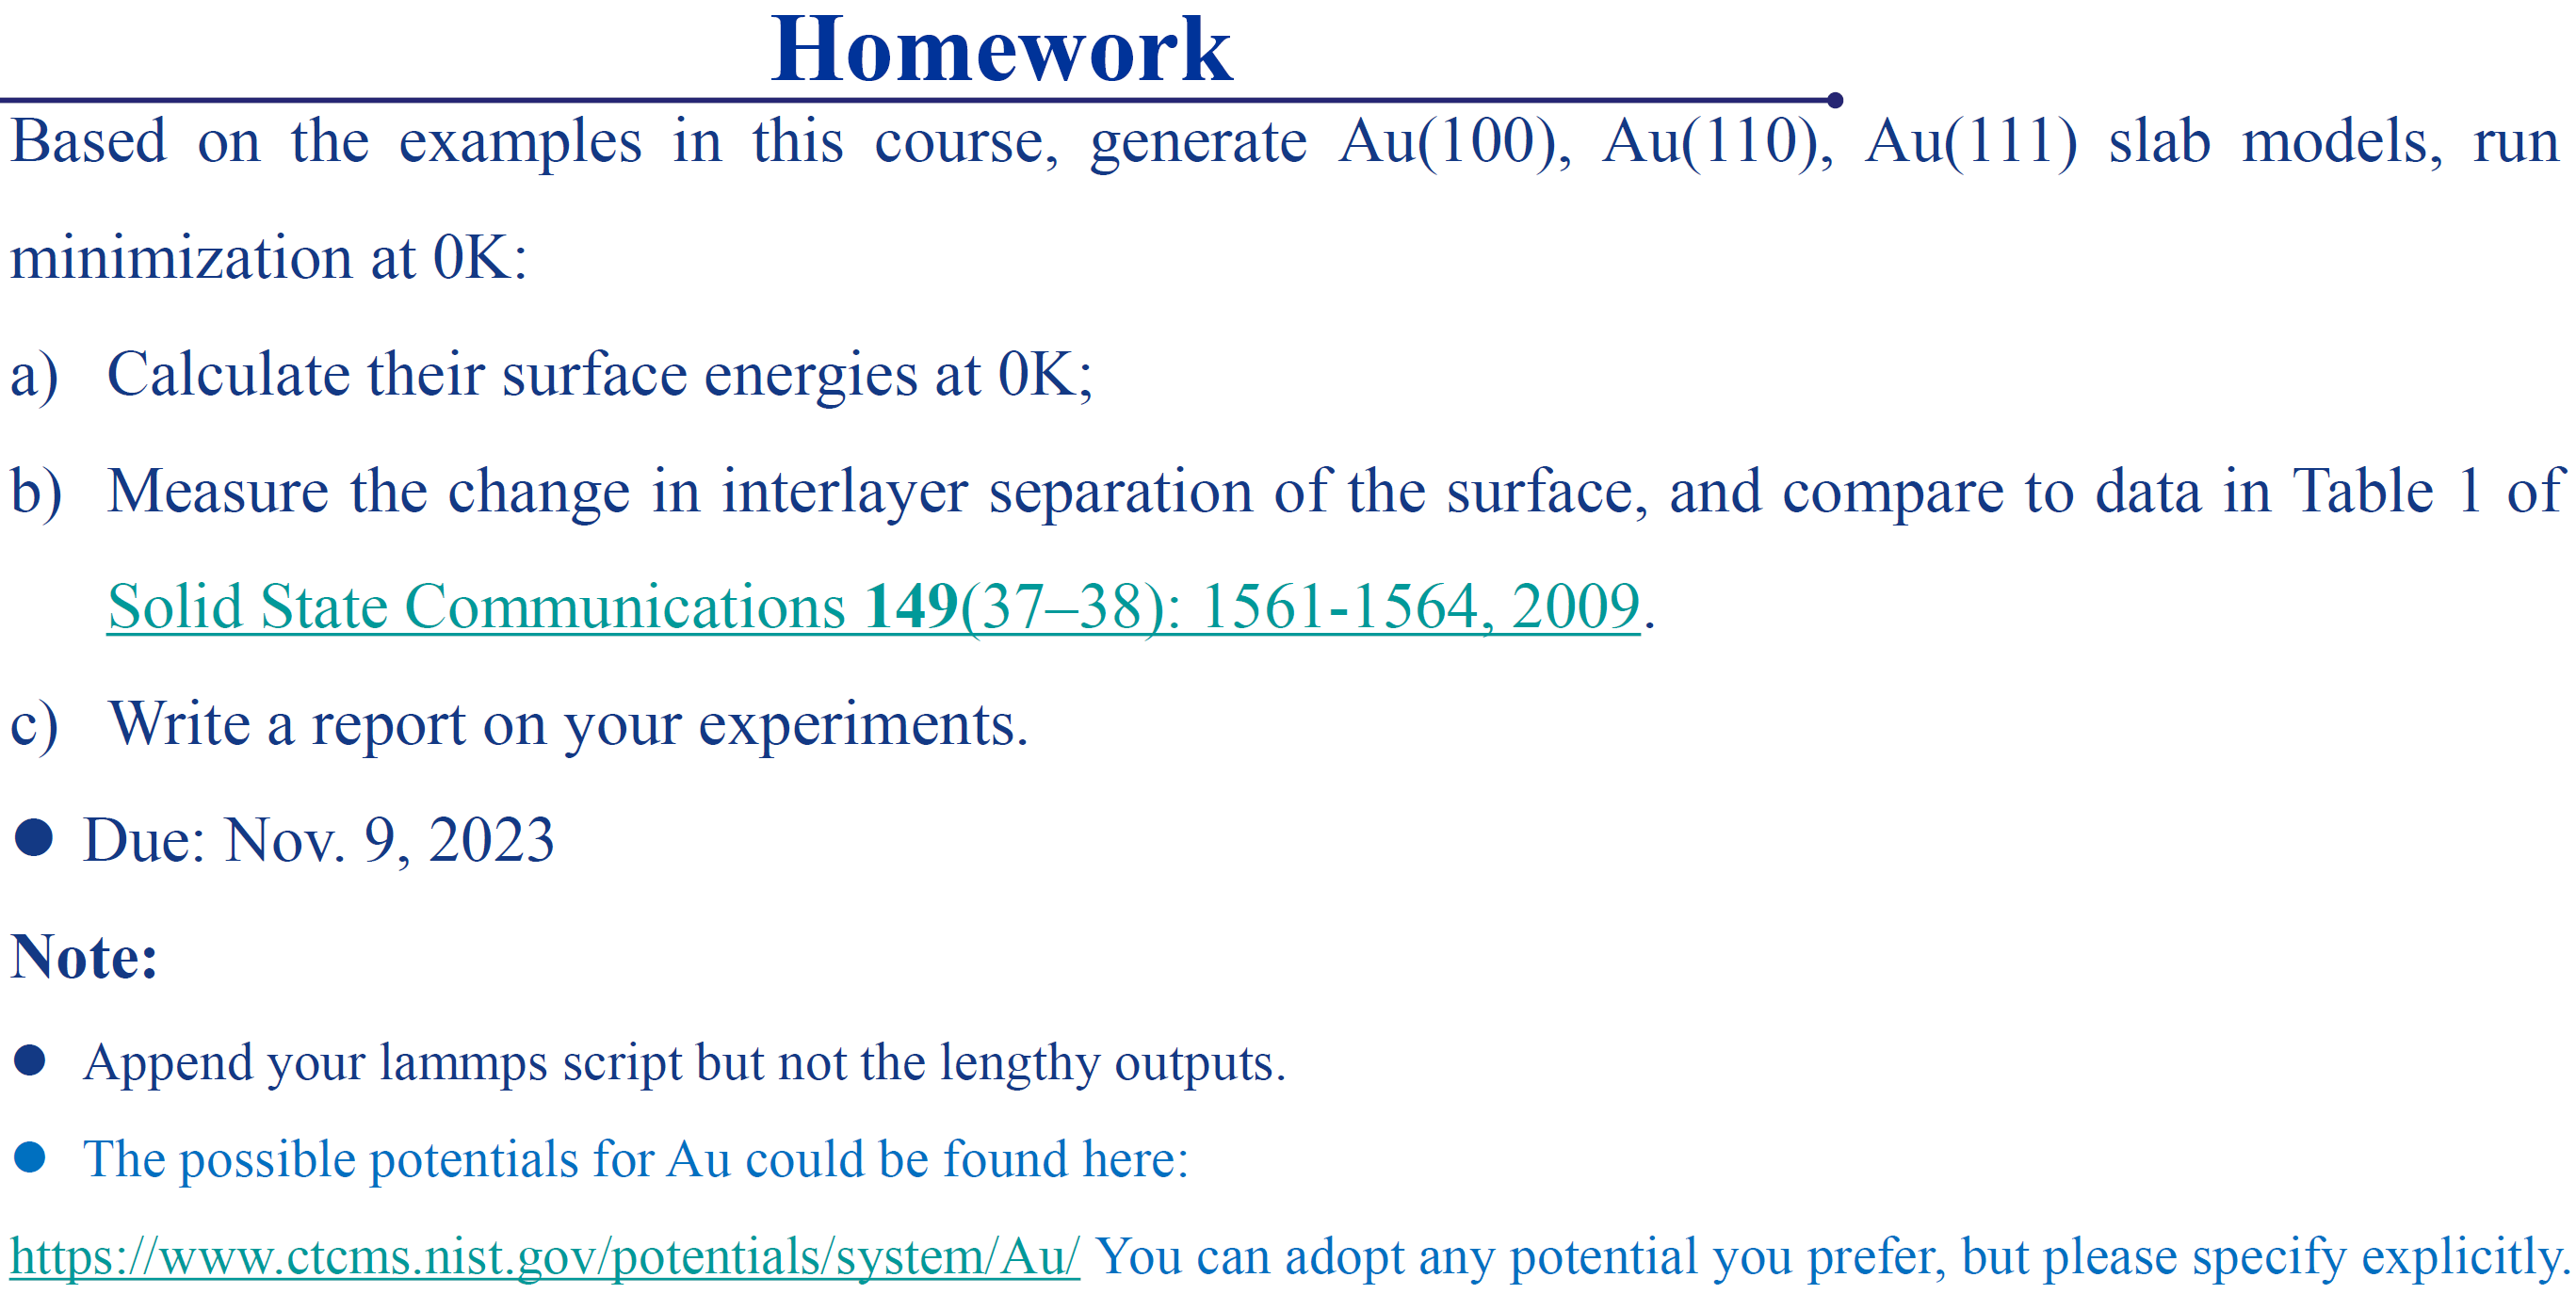 Homework
Based on the examples in this course, generate Au(100), Au(110), Au(111) slab models, run
minimization at 0K:
a) Calculate their surface energies at 0K;
b) Measure the change in interlayer separation of the surface, and compare to data in Table 1 of
Solid State Communications 149(37–38): 1561-1564, 2009.
c) Write a report on your experiments.
● Due: Nov. 9, 2023
Note:
● Append your lammps script but not the lengthy outputs.
● The possible potentials for Au could be found here:
https://www.ctcms.nist.gov/potentials/system/Au/ You can adopt any potential you prefer, but please specify explicitly.